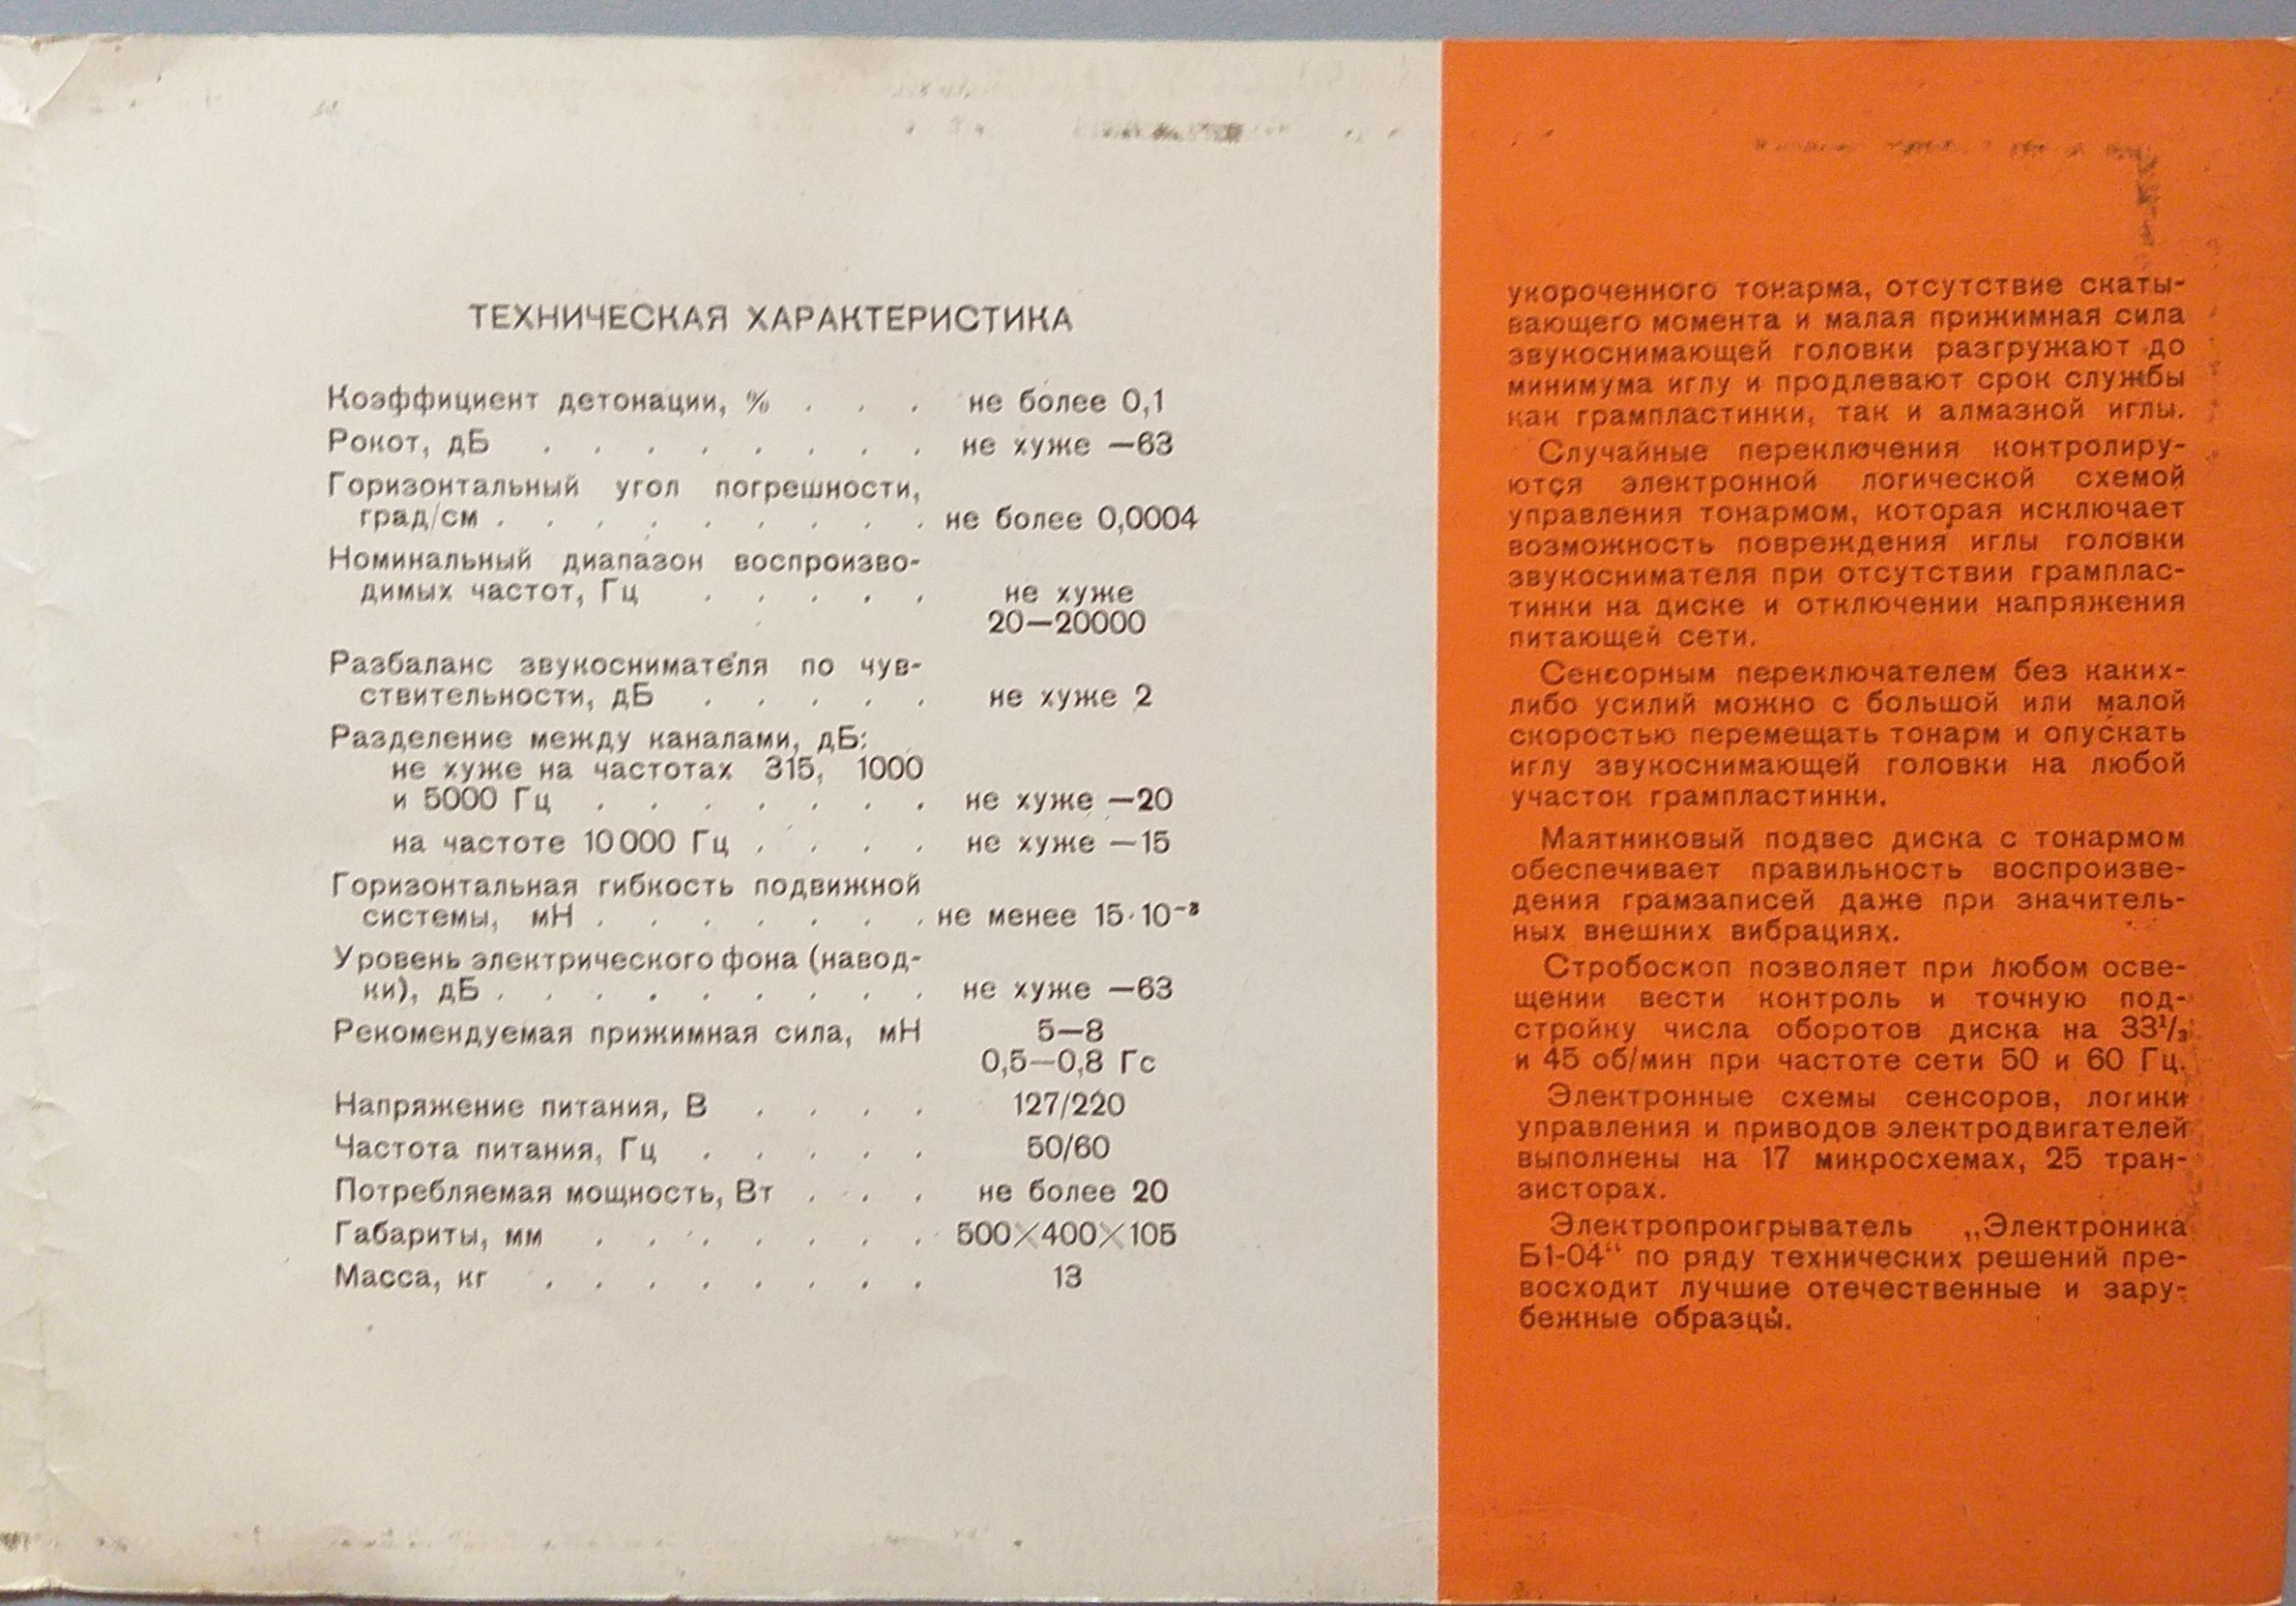 ТЕХНИЧЕСКАЯ ХАРАКТЕРИСТИКА
Коэффициент детонации, % . . . не более 0,1
Рокот, дБ . . . . . . . . не хуже —63
Горизонтальный угол погрешности,
град/см . . . . . . . . . не более 0,0004
Номинальный диапазон воспроизво-
димых частот, Гц . . . . . не хуже
20—20000
Разбаланс звукоснимателя по чув-
ствительности, дБ . . . . . не хуже 2
Разделение между каналами, дБ:
не хуже на частотах 315, 1000
и 5000 Гц . . . . . . . не хуже —20
на частоте 10 000 Гц . . . . не хуже —15
Горизонтальная гибкость подвижной
системы, мН . . . . . . . не менее 15·10⁻³
Уровень электрического фона (навод-
ки), дБ . . . . . . . . . не хуже —63
Рекомендуемая прижимная сила, мН 5—8
0,5—0,8 Гс
Напряжение питания, В . . . . 127/220
Частота питания, Гц . . . . . 50/60
Потребляемая мощность, Вт . . . не более 20
Габариты, мм . . . . . . . 500×400×105
Масса, кг . . . . . . . . 13
укороченного тонарма, отсутствие скаты-
вающего момента и малая прижимная сила
звукоснимающей головки разгружают до
минимума иглу и продлевают срок службы
как грампластинки, так и алмазной иглы.
Случайные переключения контролиру-
ются электронной логической схемой
управления тонармом, которая исключает
возможность повреждения иглы головки
звукоснимателя при отсутствии грамплас-
тинки на диске и отключении напряжения
питающей сети.
Сенсорным переключателем без каких-
либо усилий можно с большой или малой
скоростью перемещать тонарм и опускать
иглу звукоснимающей головки на любой
участок грампластинки.
Маятниковый подвес диска с тонармом
обеспечивает правильность воспроизве-
дения грамзаписей даже при значитель-
ных внешних вибрациях.
Стробоскоп позволяет при любом осве-
щении вести контроль и точную под-
стройку числа оборотов диска на 33¹/₃
и 45 об/мин при частоте сети 50 и 60 Гц.
Электронные схемы сенсоров, логики
управления и приводов электродвигателей
выполнены на 17 микросхемах, 25 тран-
зисторах.
Электропроигрыватель „Электроника
Б1-04“ по ряду технических решений пре-
восходит лучшие отечественные и зару-
бежные образцы.